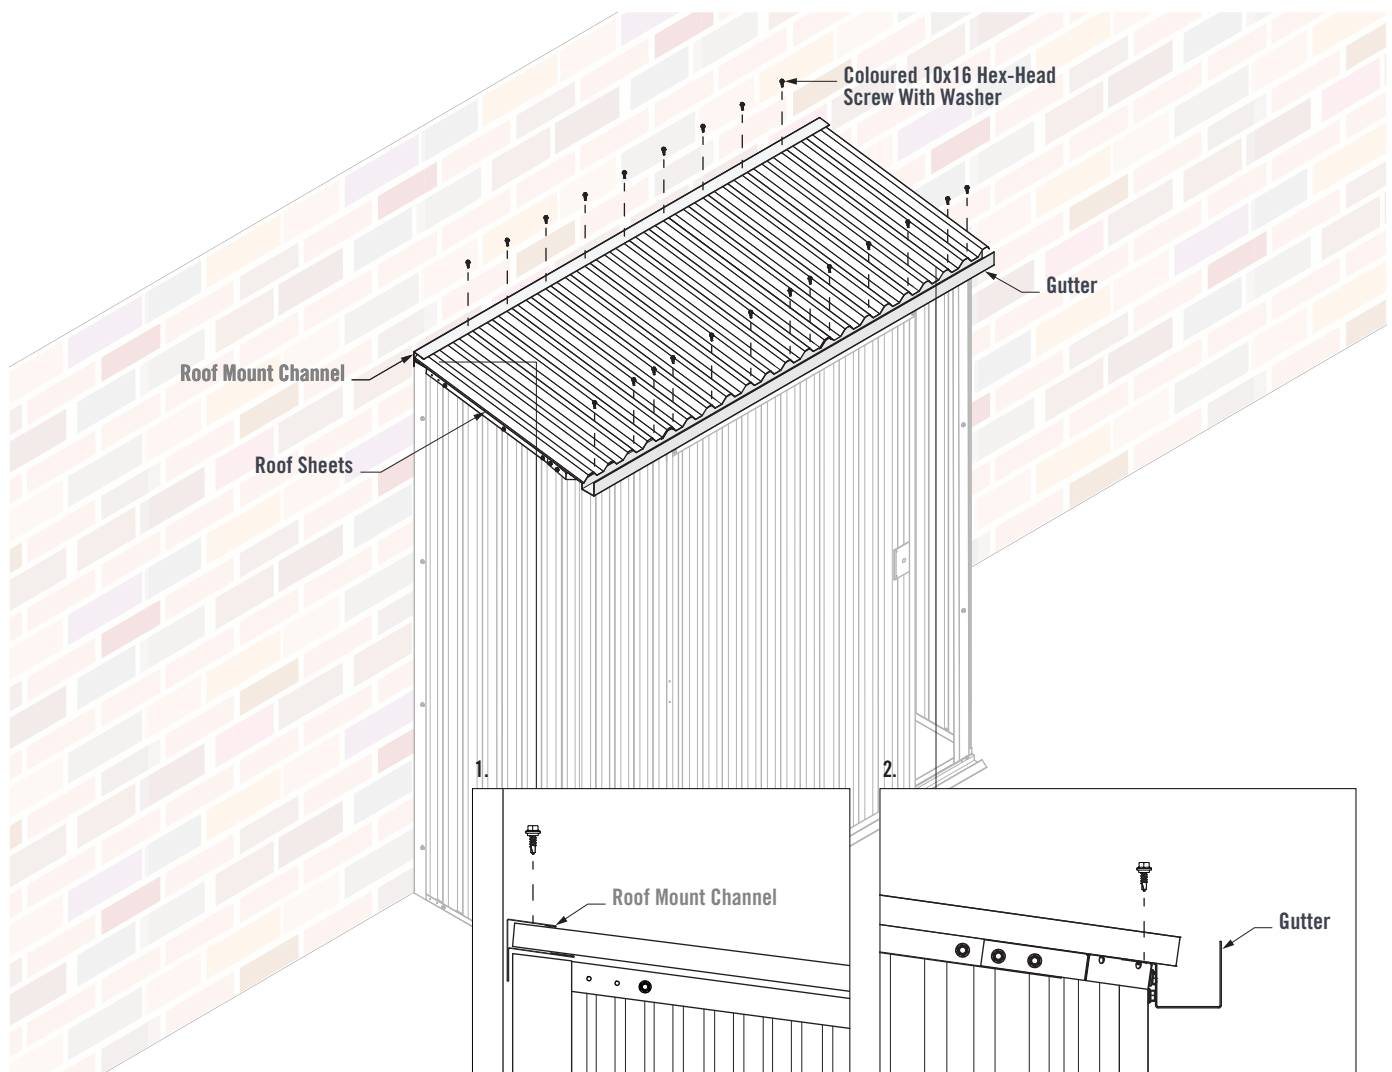 Coloured 10x16 Hex-Head
Screw With Washer
Gutter
Roof Mount Channel
Roof Sheets
1.
2.
Roof Mount Channel
Gutter